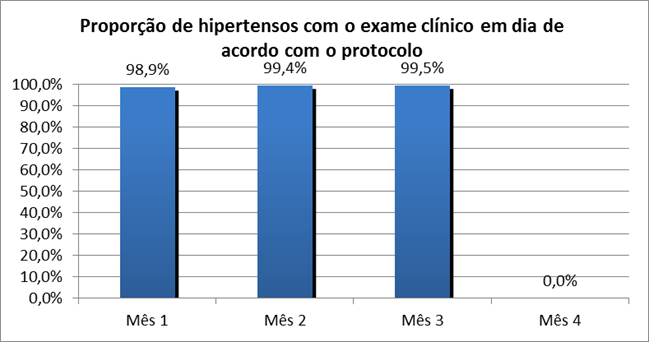 Proporção de hipertensos com o exame clínico em dia de
acordo com o protocolo
98,9%
99,4%
99,5%
0,0%
100,0%
90,0%
80,0%
70,0%
60,0%
50,0%
40,0%
30,0%
20,0%
10,0%
0,0%
Mês 1
Mês 2
Mês 3
Mês 4